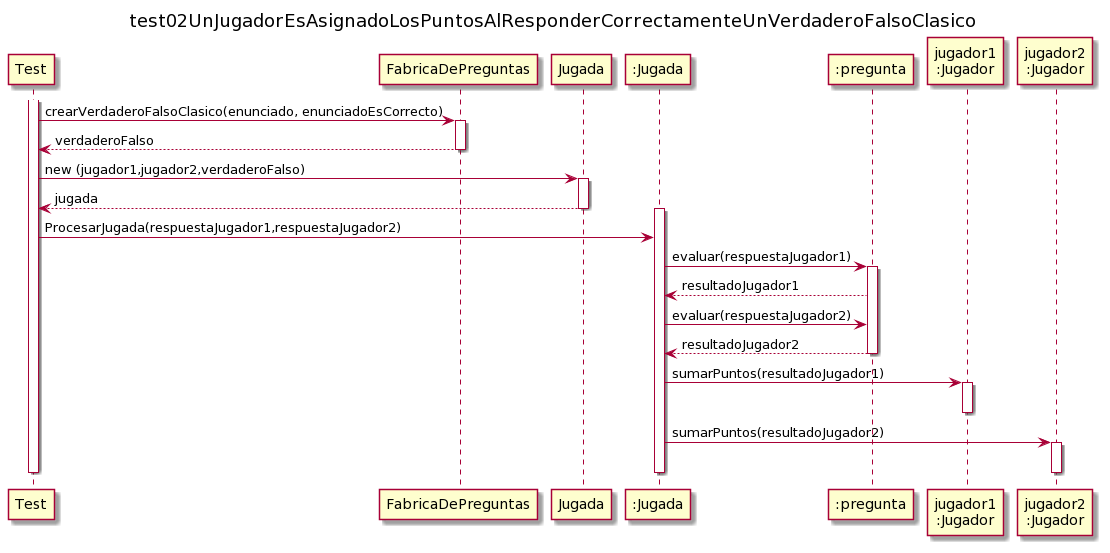 test02UnJugadorEsAsignadoLosPuntosAlResponderCorrectamenteUnVerdaderoFalsoClasico
Test
FabricaDePreguntas
Jugada
:Jugada
:pregunta
jugador1
:Jugador
jugador2
:Jugador
crearVerdaderoFalsoClasico(enunciado, enunciadoEsCorrecto)
verdaderoFalso
new (jugador1,jugador2,verdaderoFalso)
jugada
ProcesarJugada(respuestaJugador1,respuestaJugador2)
evaluar(respuestaJugador1)
resultadoJugador1
evaluar(respuestaJugador2)
resultadoJugador2
sumarPuntos(resultadoJugador1)
sumarPuntos(resultadoJugador2)
Test
FabricaDePreguntas
Jugada
:Jugada
:pregunta
jugador1
:Jugador
jugador2
:Jugador